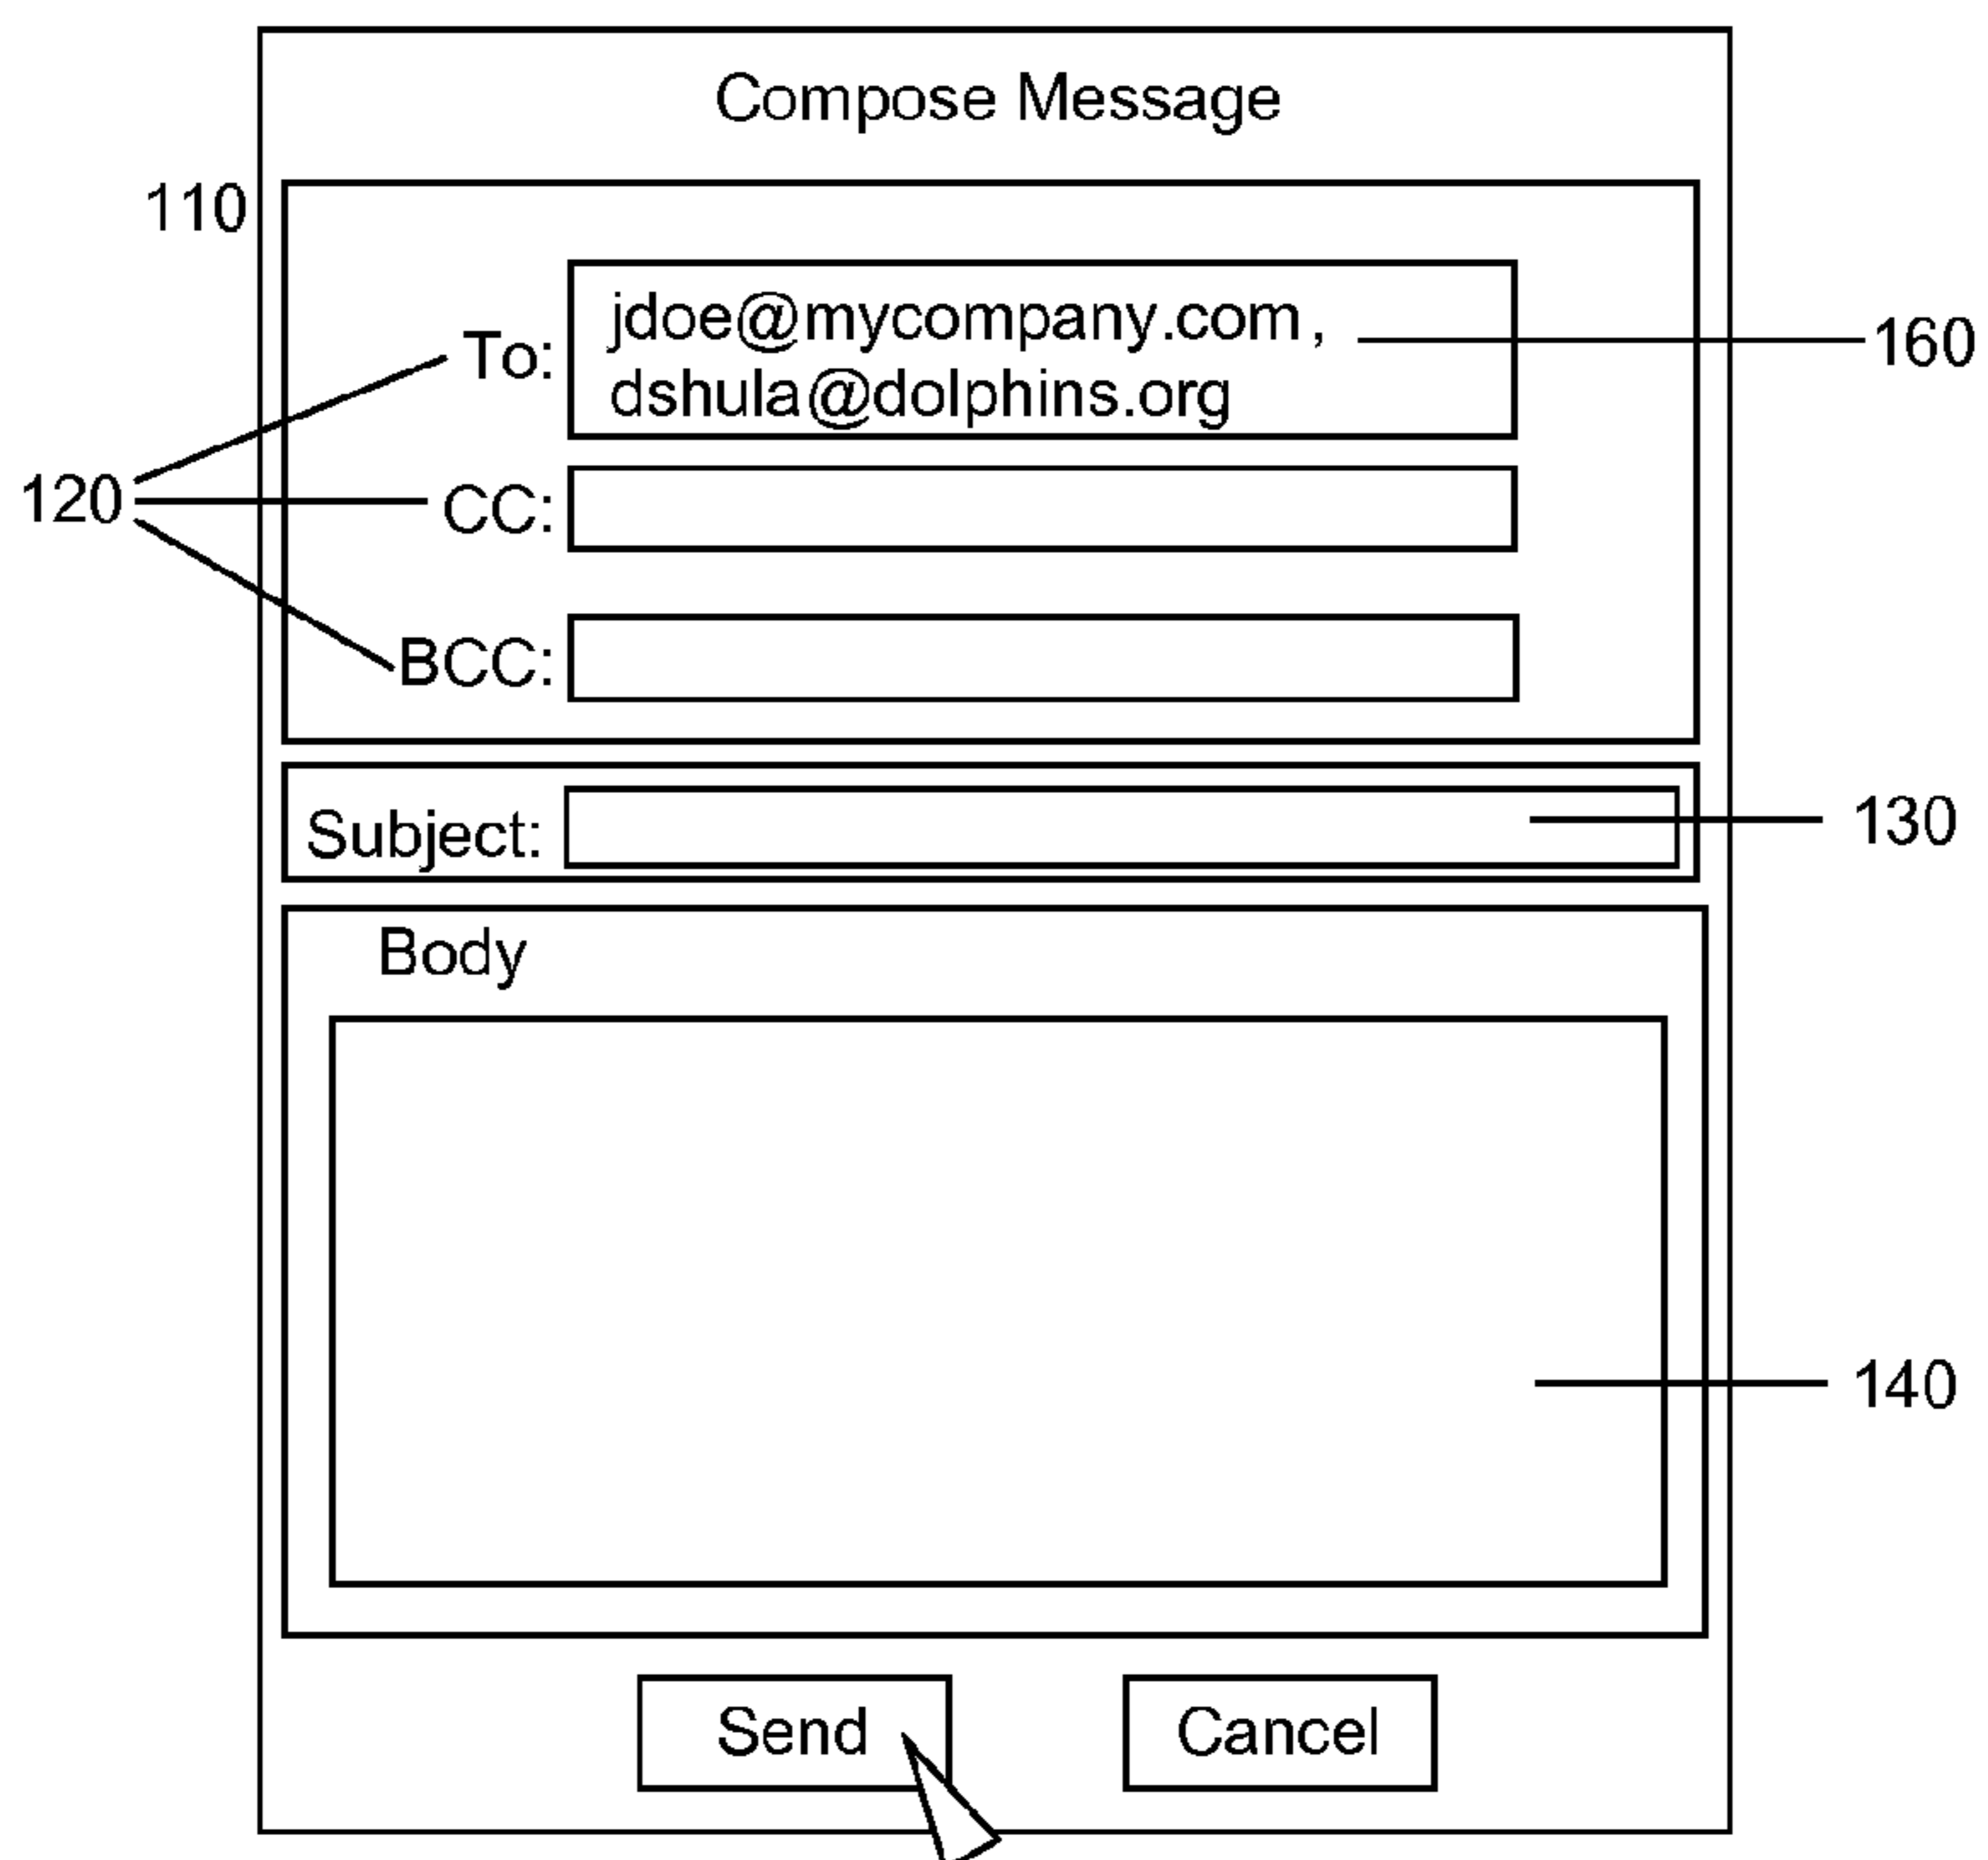 Compose Message
110
To:
jdoe@mycompany.com,
dshula@dolphins.org
160
120
CC:
BCC:
Subject:
130
Body
140
Send
Cancel